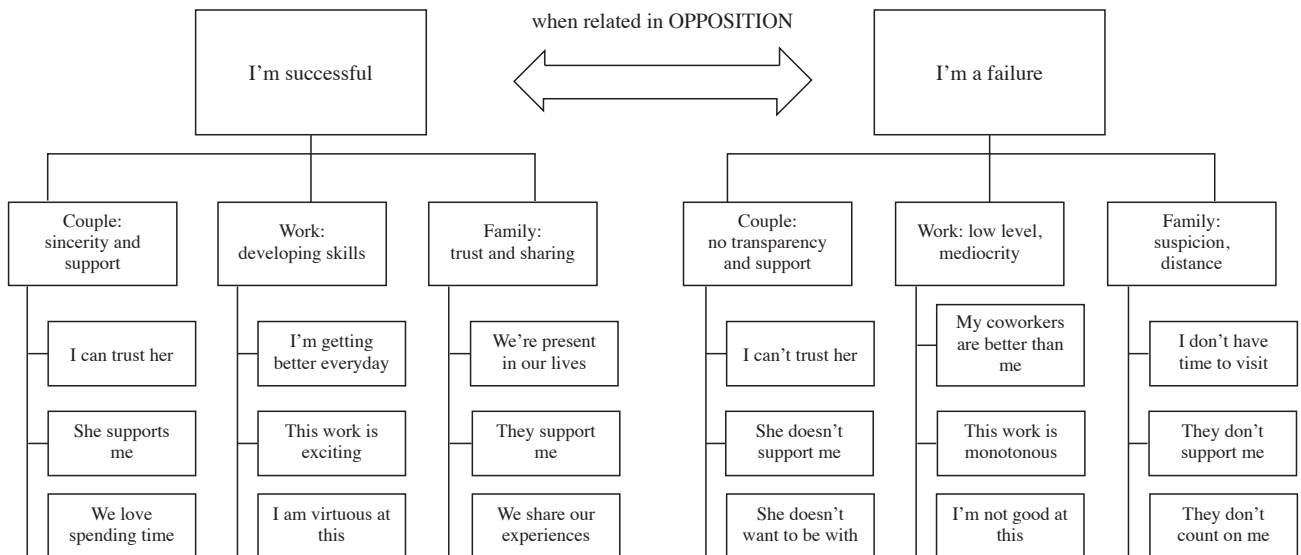 when related in OPPOSITION
I’m successful
I’m a failure
Couple:
sincerity and
support
Work:
developing skills
Family:
trust and sharing
Couple:
no transparency
and support
Work: low level,
mediocrity
Family:
suspicion,
distance
I can trust her
I’m getting
better everyday
We’re present
in our lives
I can’t trust her
My coworkers
are better than
me
I don’t have
time to visit
She supports
me
This work is
exciting
They support
me
She doesn’t
support me
This work is
monotonous
They don’t
support me
We love
spending time
I am virtuous at
this
We share our
experiences
She doesn’t
want to be with
I’m not good at
this
They don’t
count on me